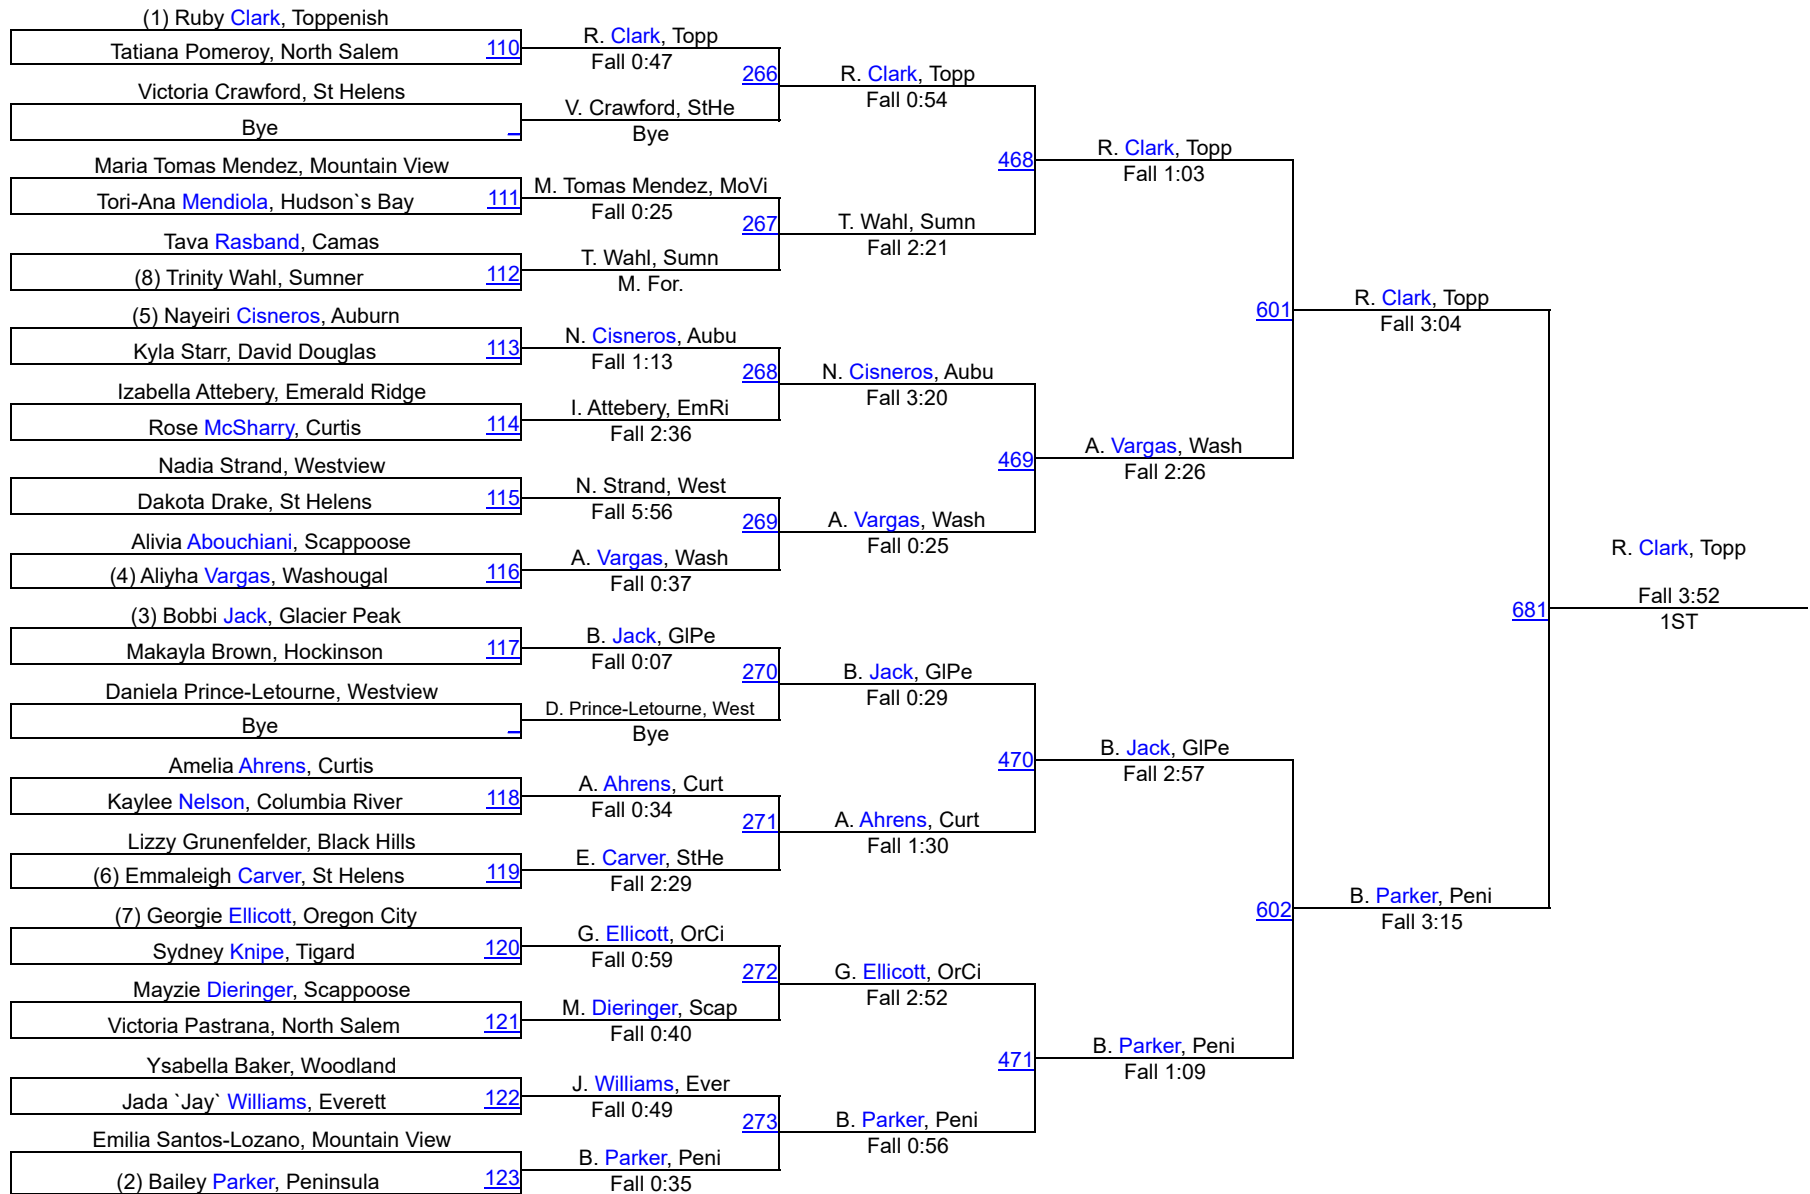 (1) Ruby Clark, Toppenish
Tatiana Pomeroy, North Salem
110
Victoria Crawford, St Helens
Bye
Maria Tomas Mendez, Mountain View
Tori-Ana Mendiola, Hudson`s Bay
111
Tava Rasband, Camas
(8) Trinity Wahl, Sumner
112
(5) Nayeiri Cisneros, Auburn
Kyla Starr, David Douglas
113
Izabella Attebery, Emerald Ridge
Rose McSharry, Curtis
114
Nadia Strand, Westview
Dakota Drake, St Helens
115
Alivia Abouchiani, Scappoose
(4) Aliyha Vargas, Washougal
116
(3) Bobbi Jack, Glacier Peak
Makayla Brown, Hockinson
117
Daniela Prince-Letourne, Westview
Bye
Amelia Ahrens, Curtis
Kaylee Nelson, Columbia River
118
Lizzy Grunenfelder, Black Hills
(6) Emmaleigh Carver, St Helens
119
(7) Georgie Ellicott, Oregon City
Sydney Knipe, Tigard
120
Mayzie Dieringer, Scappoose
Victoria Pastrana, North Salem
121
Ysabella Baker, Woodland
Jada `Jay` Williams, Everett
122
Emilia Santos-Lozano, Mountain View
(2) Bailey Parker, Peninsula
123
R. Clark, Topp
Fall 0:47
266
V. Crawford, StHe
Bye
M. Tomas Mendez, MoVi
Fall 0:25
267
T. Wahl, Sumn
M. For.
N. Cisneros, Aubu
Fall 1:13
268
I. Attebery, EmRi
Fall 2:36
N. Strand, West
Fall 5:56
269
A. Vargas, Wash
Fall 0:37
B. Jack, GlPe
Fall 0:07
270
D. Prince-Letourne, West
Bye
A. Ahrens, Curt
Fall 0:34
271
E. Carver, StHe
Fall 2:29
G. Ellicott, OrCi
Fall 0:59
272
M. Dieringer, Scap
Fall 0:40
J. Williams, Ever
Fall 0:49
273
B. Parker, Peni
Fall 0:35
R. Clark, Topp
Fall 0:54
468
T. Wahl, Sumn
Fall 2:21
N. Cisneros, Aubu
Fall 3:20
469
A. Vargas, Wash
Fall 0:25
B. Jack, GlPe
Fall 0:29
470
A. Ahrens, Curt
Fall 1:30
G. Ellicott, OrCi
Fall 2:52
471
B. Parker, Peni
Fall 0:56
R. Clark, Topp
Fall 1:03
601
A. Vargas, Wash
Fall 2:26
B. Jack, GlPe
Fall 2:57
602
B. Parker, Peni
Fall 1:09
R. Clark, Topp
Fall 3:04
681
B. Parker, Peni
Fall 3:15
R. Clark, Topp
Fall 3:52
1ST